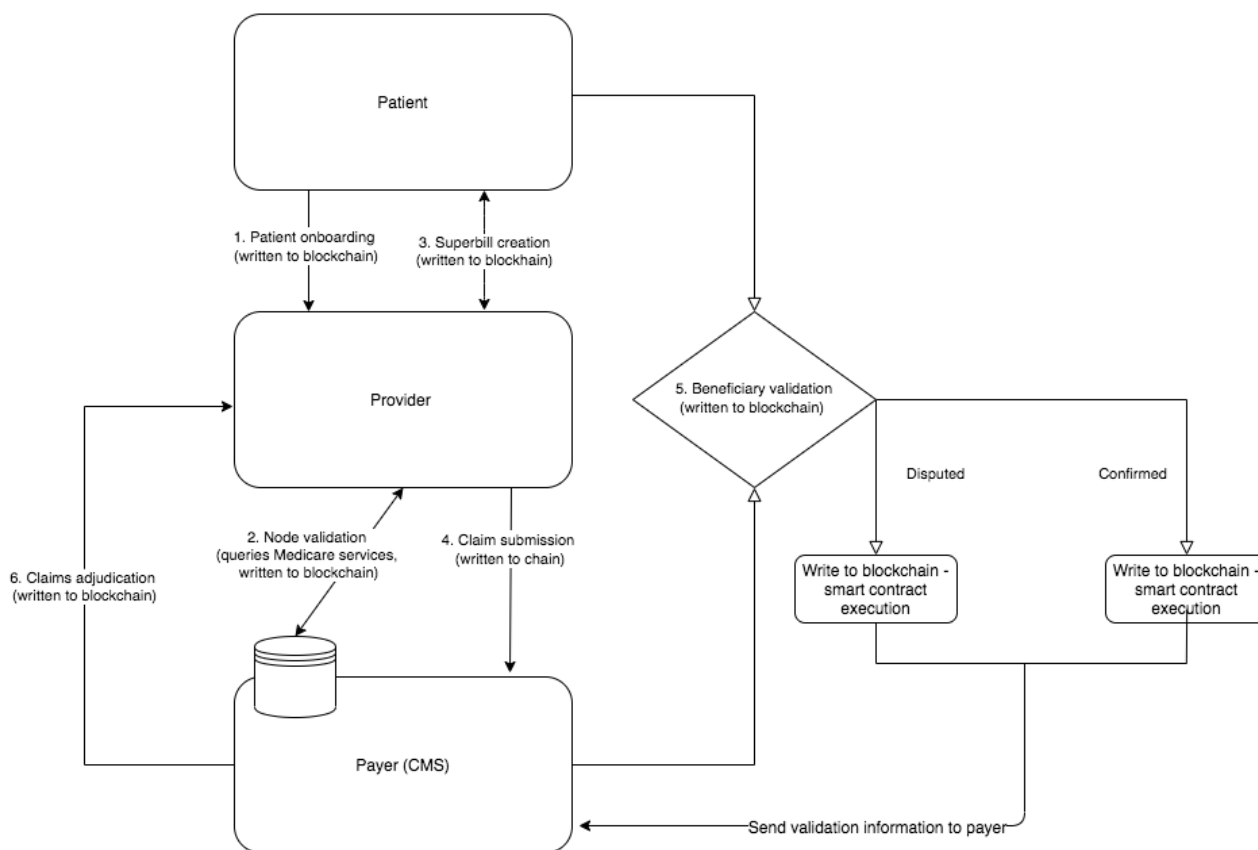 Patient
1. Patient onboarding
(written to blockchain)
3. Superbill creation
(written to blockhain)
Provider
5. Beneficiary validation
(written to blockchain)
Disputed
Confirmed
2. Node validation
(queries Medicare services,
written to blockchain)
4. Claim submission
(written to chain)
6. Claims adjudication
(written to blockchain)
Write to blockchain -
smart contract
execution
Write to blockchain -
smart contract
execution
Payer (CMS)
Send validation information to payer